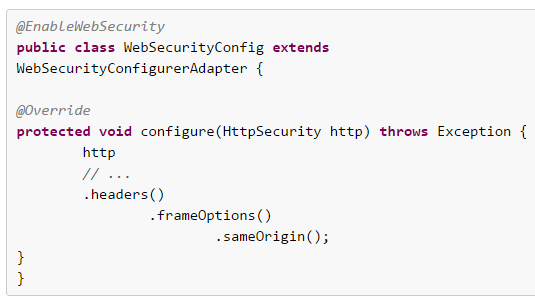 @EnableWebSecurity
public class WebSecurityConfig extends
WebSecurityConfigurerAdapter {

@Override
protected void configure(HttpSecurity http) throws Exception {
        http
        // ...
        .headers()
                .frameOptions()
                        .sameOrigin();
}
}